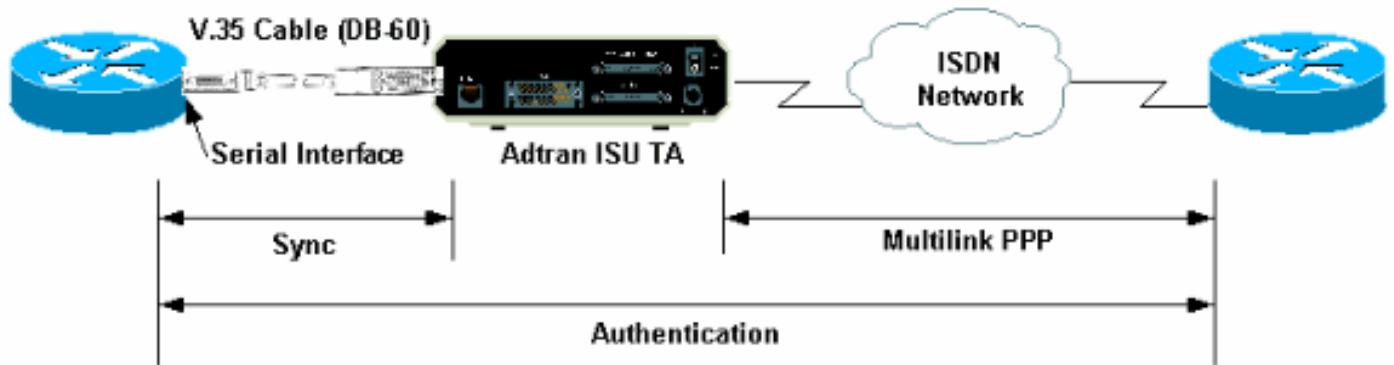 V.35 Cable (DB-60)
ISDN
Network
Serial Interface
Adtran ISU TA
Sync
Multilink PPP
Authentication